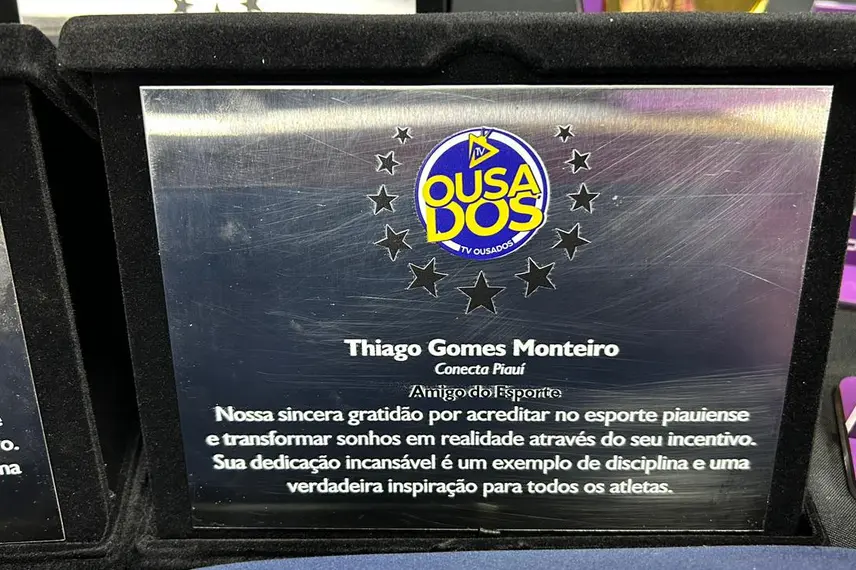 TV
OUSA
DOS
TV OUSADOS
Thiago Gomes Monteiro
Conecta Piauí
Amigo do Esporte
Nossa sincera gratidão por acreditar no esporte piauiense
e transformar sonhos em realidade através do seu incentivo.
Sua dedicação incansável é um exemplo de disciplina e uma
verdadeira inspiração para todos os atletas.